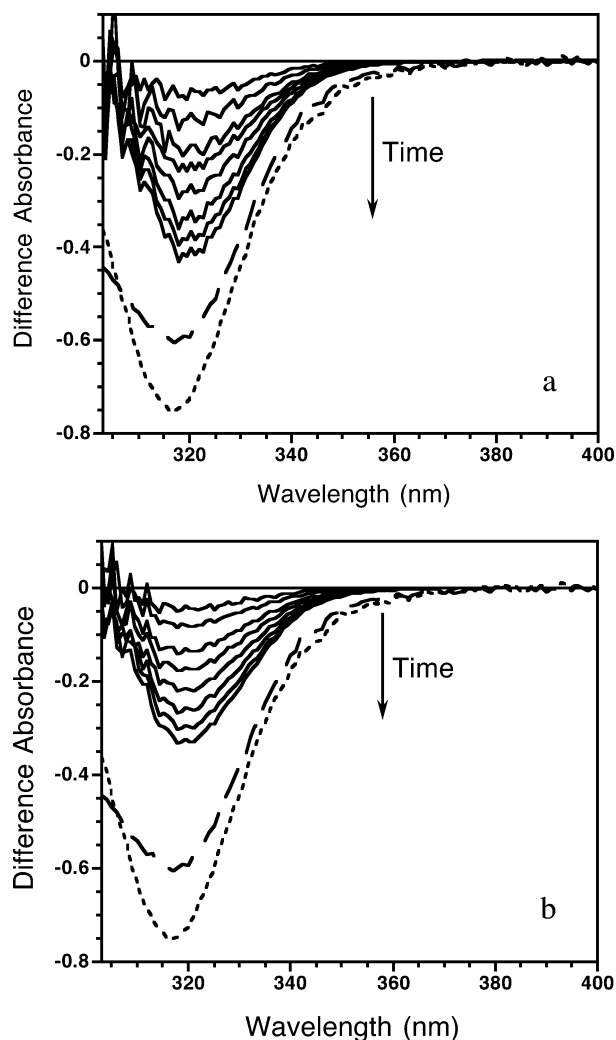 0
-0.2
-0.4
-0.6
-0.8
Difference Absorbance
Time
a
320 340 360 380 400
Wavelength (nm)
0
-0.2
-0.4
-0.6
-0.8
Difference Absorbance
Time
b
320 340 360 380 400
Wavelength (nm)